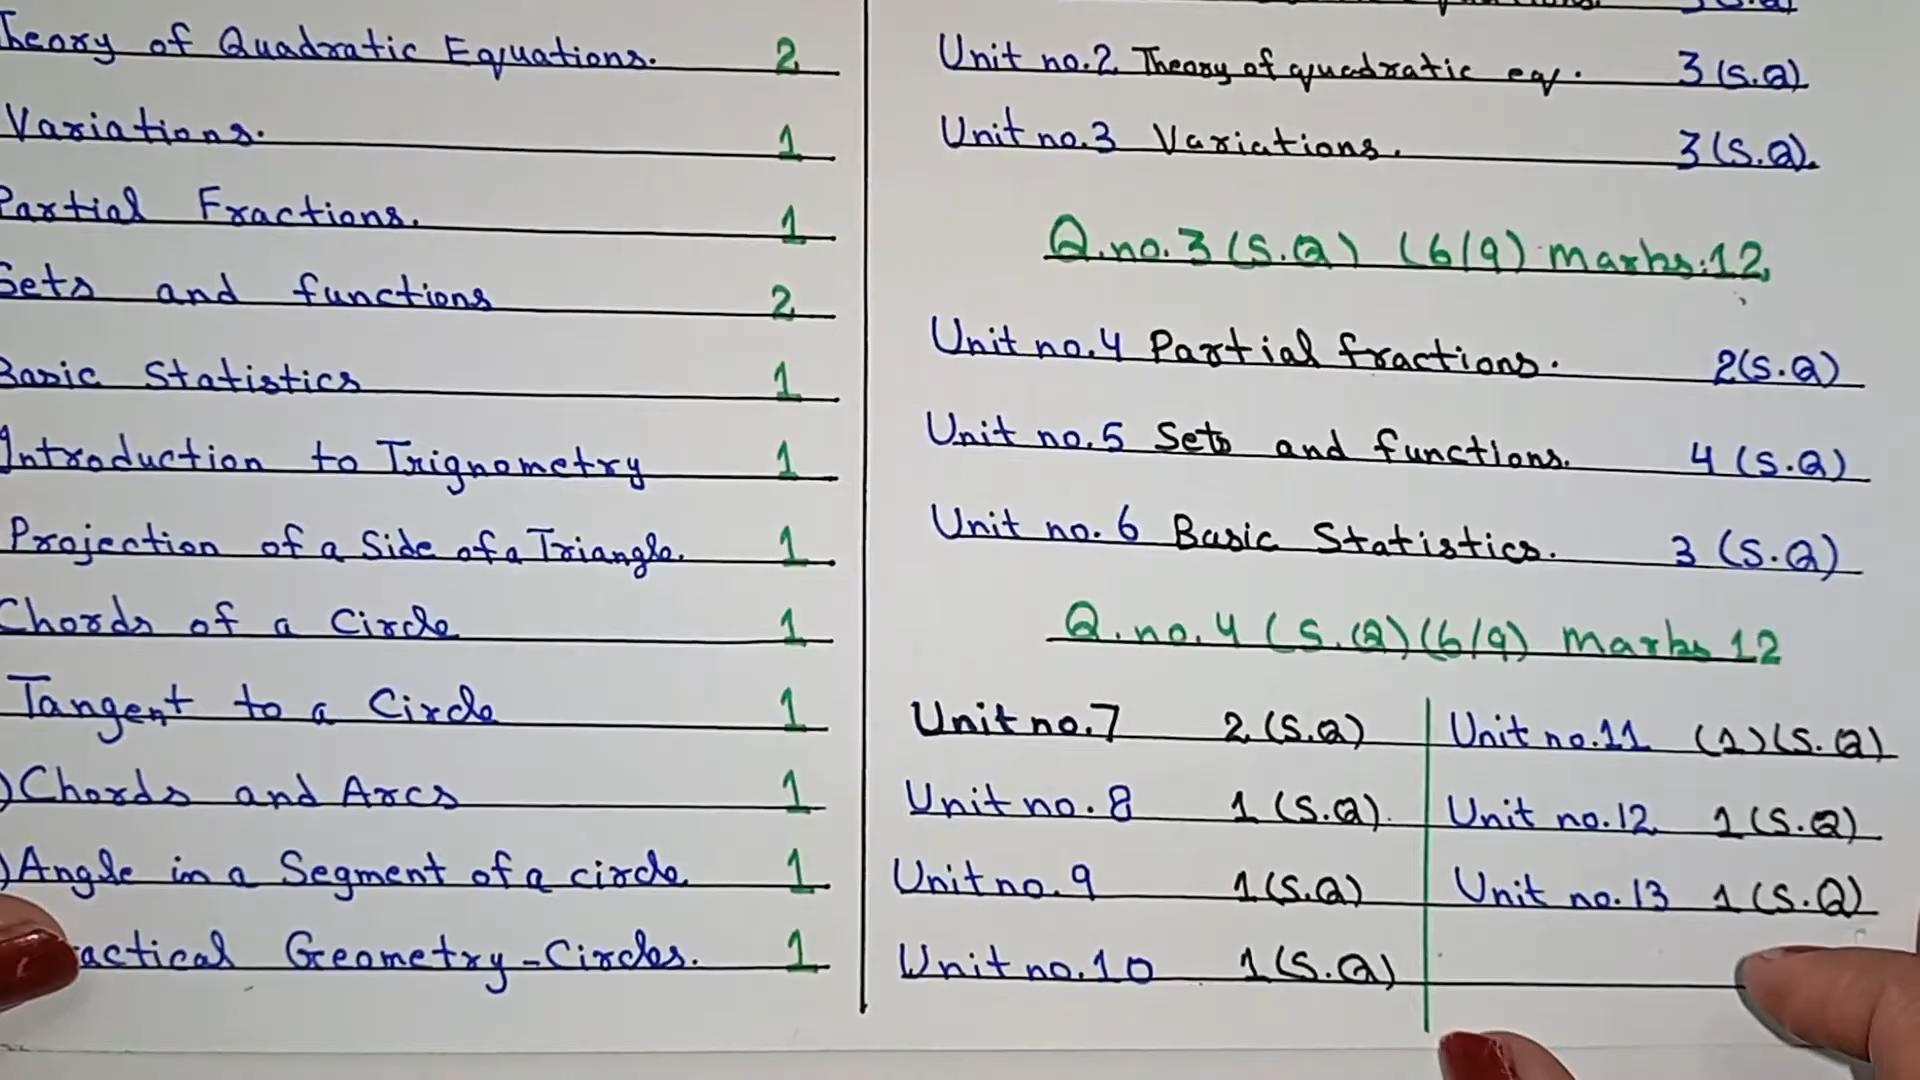 Theory of Quadratic Equations. 2
Variations. 1
Partial Fractions. 1
Sets and functions 2
Basic Statistics 1
Introduction to Trignometry 1
Projection of a Side of a Triangle. 1
Chords of a Circle 1
Tangent to a Circle 1
) Chords and Arcs 1
) Angle in a Segment of a circle 1
actical Geometry-Circles. 1
3(S.Q)
Unit no.2 Theory of quadratic eq. 3(S.Q)
Unit no.3 Variations. 3(S.Q).
Q.no.3(S.Q) (6/9) Marks:12
Unit no.4 Partial fractions. 2(S.Q)
Unit no.5 Sets and functions. 4(S.Q)
Unit no.6 Basic Statistics. 3(S.Q)
Q.no.4(S.Q)(6/9) Marks 12
Unit no.7 2(S.Q)
Unit no.8 1(S.Q).
Unit no.9 1(S.Q)
Unit no.10 1(S.Q)
Unit no.11 (1)(S.Q)
Unit no.12 1(S.Q)
Unit no.13 1(S.Q)